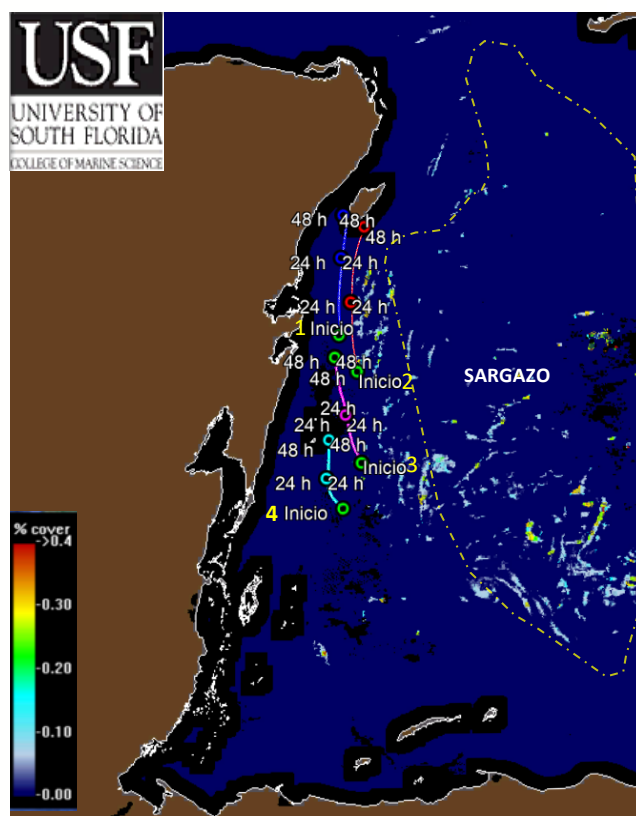 USF
UNIVERSITY OF
SOUTH FLORIDA
COLLEGE OF MARINE SCIENCE
48 h 48 h
48 h
24 h 24 h
24 h 24 h
1 Inicio
48 h 48 h
48 h Inicio 2
SARGAZO
24 h
24 h 24 h
48 h 48 h
Inicio 3
24 h 24 h
4 Inicio
% cover
->0.4
-0.30
-0.20
-0.10
-0.00